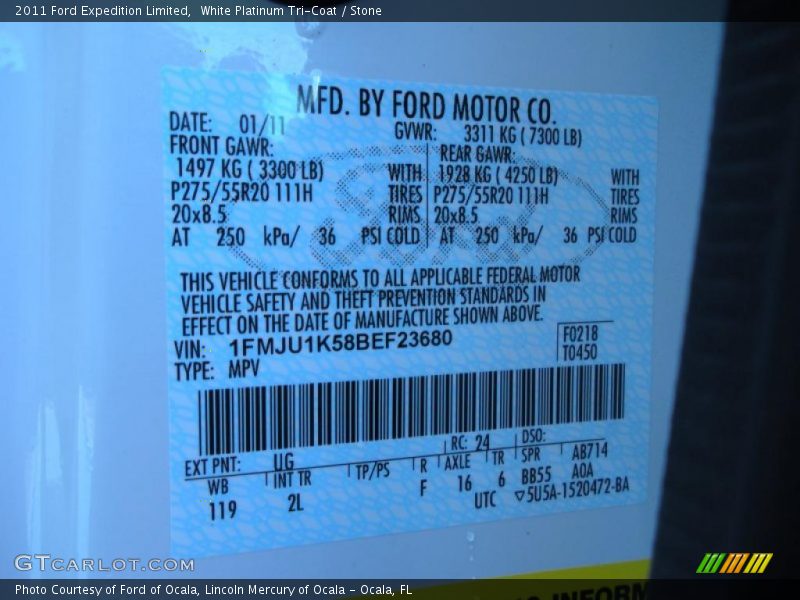 2011 Ford Expedition Limited, White Platinum Tri-Coat / Stone
MFD. BY FORD MOTOR CO.
DATE: 01/11 GVWR: 3311 KG ( 7300 LB)
FRONT GAWR: REAR GAWR:
1497 KG ( 3300 LB) WITH 1928 KG ( 4250 LB) WITH
P275/55R20 111H TIRES P275/55R20 111H TIRES
20x8.5 RIMS 20x8.5 RIMS
AT 250 kPa/ 36 PSI COLD AT 250 kPa/ 36 PSI COLD
Ford
THIS VEHICLE CONFORMS TO ALL APPLICABLE FEDERAL MOTOR
VEHICLE SAFETY AND THEFT PREVENTION STANDARDS IN
EFFECT ON THE DATE OF MANUFACTURE SHOWN ABOVE.
VIN: 1FMJU1K58BEF23680 F0218
TYPE: MPV T0450
EXT PNT: UG RC: 24 DSO:
WB INT TR TP/PS R AXLE TR SPR AB714
119 2L F 16 6 BB55 A0A
UTC ▽5U5A-1520472-BA
INFORM
GTCARLOT.COM
Photo Courtesy of Ford of Ocala, Lincoln Mercury of Ocala - Ocala, FL